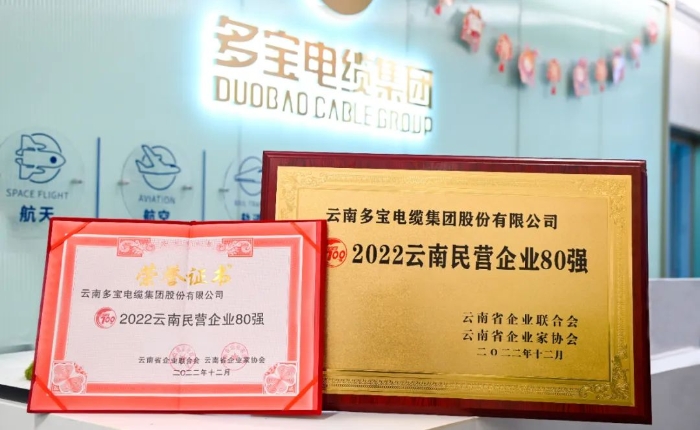 多宝电缆集团
DUOBAO CABLE GROUP
SPACE FLIGHT
航天
AVIATION
航空
荣誉证书
云南多宝电缆集团股份有限公司
2022云南民营企业80强
云南省企业联合会 云南省企业家协会
二〇二二年十二月
云南多宝电缆集团股份有限公司
2022云南民营企业80强
云南省企业联合会
云南省企业家协会
二〇二二年十二月